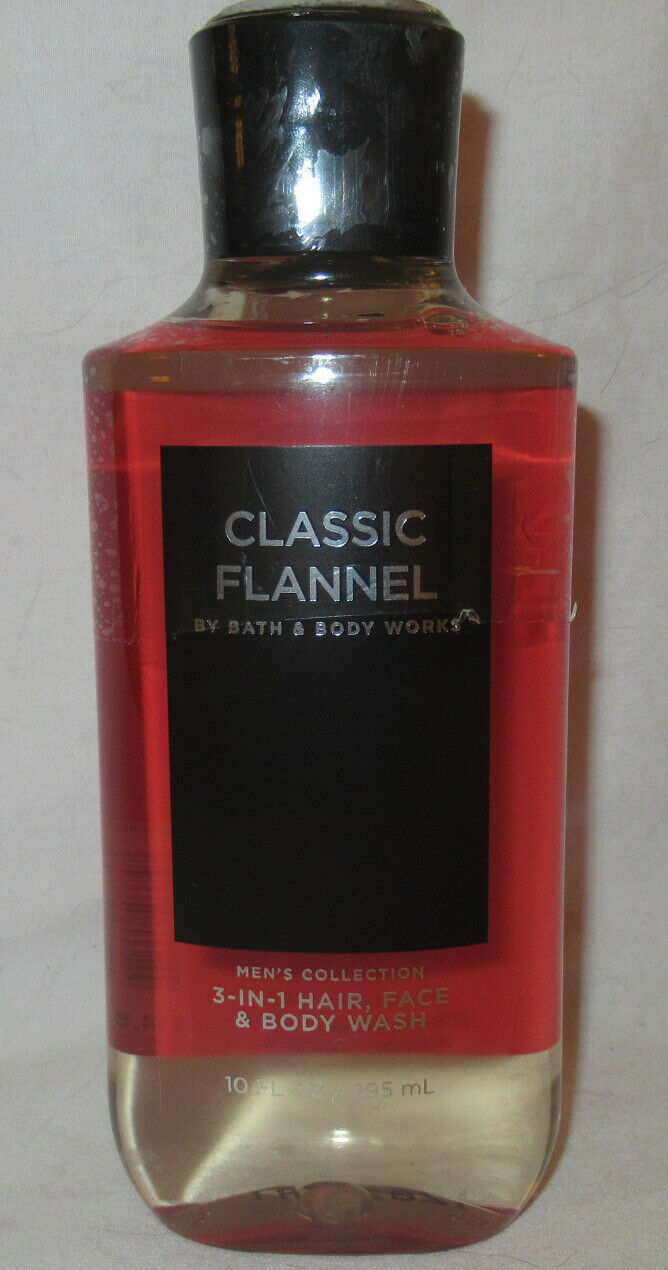 CLASSIC
FLANNEL
BY BATH & BODY WORKS
MEN'S COLLECTION
3-IN-1 HAIR, FACE
& BODY WASH
10 FL OZ / 295 mL